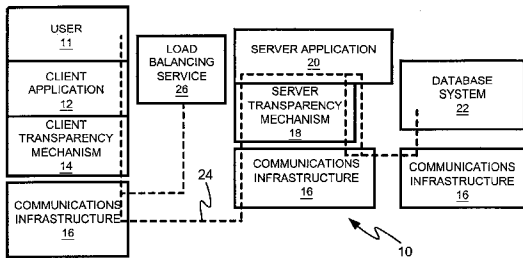 USER
11
CLIENT
APPLICATION
12
CLIENT
TRANSPARENCY
MECHANISM
14
COMMUNICATIONS
INFRASTRUCTURE
16
LOAD
BALANCING
SERVICE
26
24
SERVER APPLICATION
20
SERVER
TRANSPARENCY
MECHANISM
18
COMMUNICATIONS
INFRASTRUCTURE
16
DATABASE
SYSTEM
22
COMMUNICATIONS
INFRASTRUCTURE
16
10